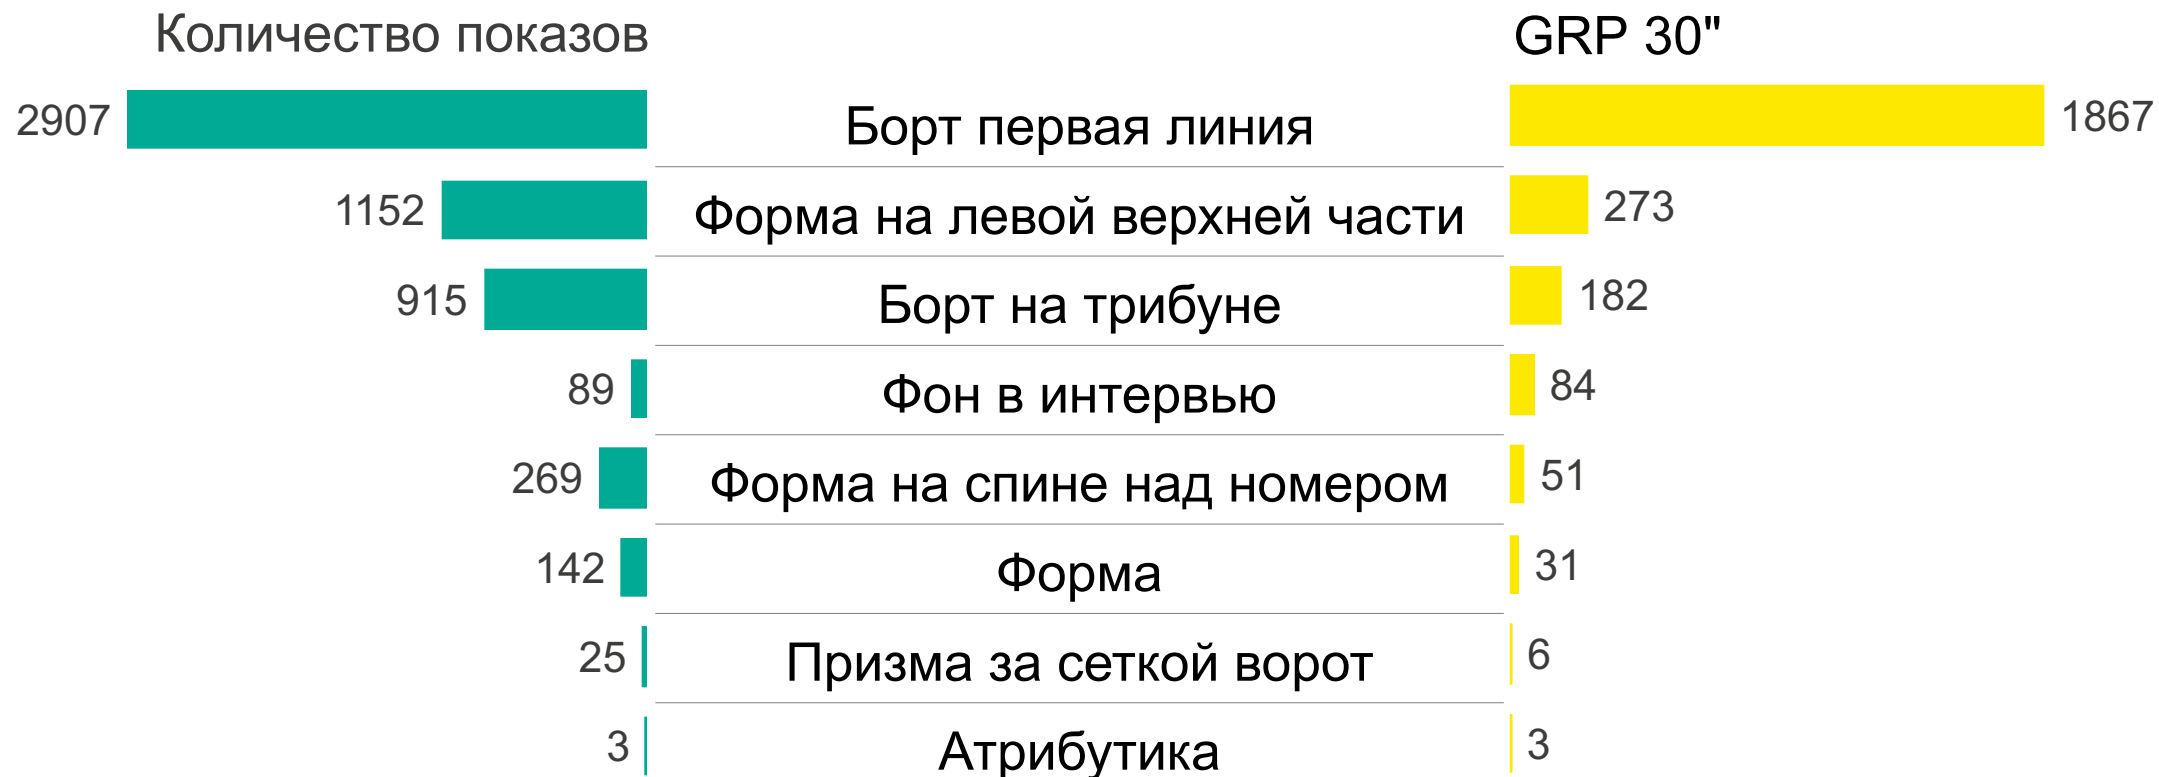 Количество показов GRP 30"
2907 Борт первая линия 1867
1152 Форма на левой верхней части 273
915 Борт на трибуне 182
89 Фон в интервью 84
269 Форма на спине над номером 51
142 Форма 31
25 Призма за сеткой ворот 6
3 Атрибутика 3